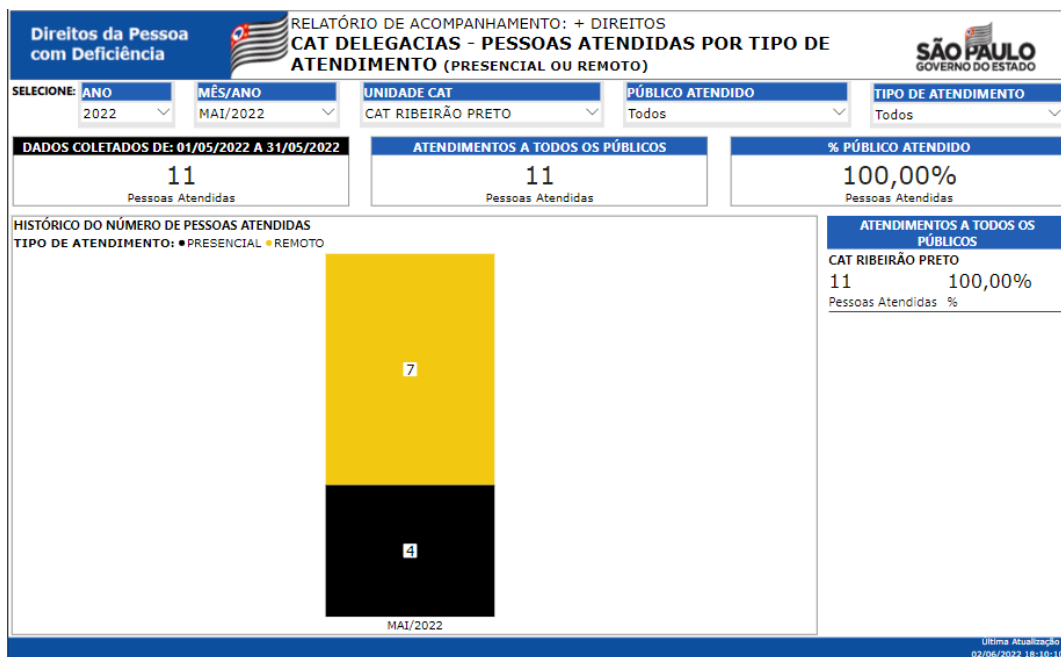 Direitos da Pessoa
com Deficiência
RELATÓRIO DE ACOMPANHAMENTO: + DIREITOS
CAT DELEGACIAS - PESSOAS ATENDIDAS POR TIPO DE
ATENDIMENTO (PRESENCIAL OU REMOTO)
SÃO PAULO
GOVERNO DO ESTADO
SELECIONE: ANO MÊS/ANO UNIDADE CAT PÚBLICO ATENDIDO TIPO DE ATENDIMENTO
2022 MAI/2022 CAT RIBEIRÃO PRETO Todos Todos
DADOS COLETADOS DE: 01/05/2022 A 31/05/2022
11
Pessoas Atendidas
ATENDIMENTOS A TODOS OS PÚBLICOS
11
Pessoas Atendidas
% PÚBLICO ATENDIDO
100,00%
Pessoas Atendidas
HISTÓRICO DO NÚMERO DE PESSOAS ATENDIDAS
TIPO DE ATENDIMENTO: PRESENCIAL REMOTO
7
4
MAI/2022
ATENDIMENTOS A TODOS OS
PÚBLICOS
CAT RIBEIRÃO PRETO
11 100,00%
Pessoas Atendidas %
Última Atualização
02/06/2022 18:10:16